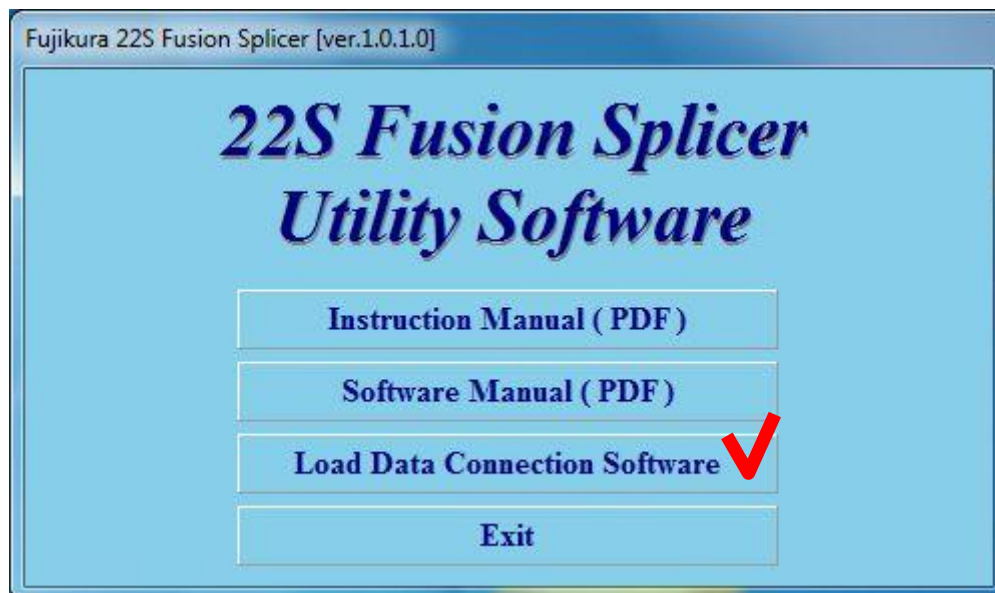 Fujikura 22S Fusion Splicer [ver.1.0.1.0]
22S Fusion Splicer
Utility Software
Instruction Manual ( PDF )
Software Manual ( PDF )
Load Data Connection Software
Exit